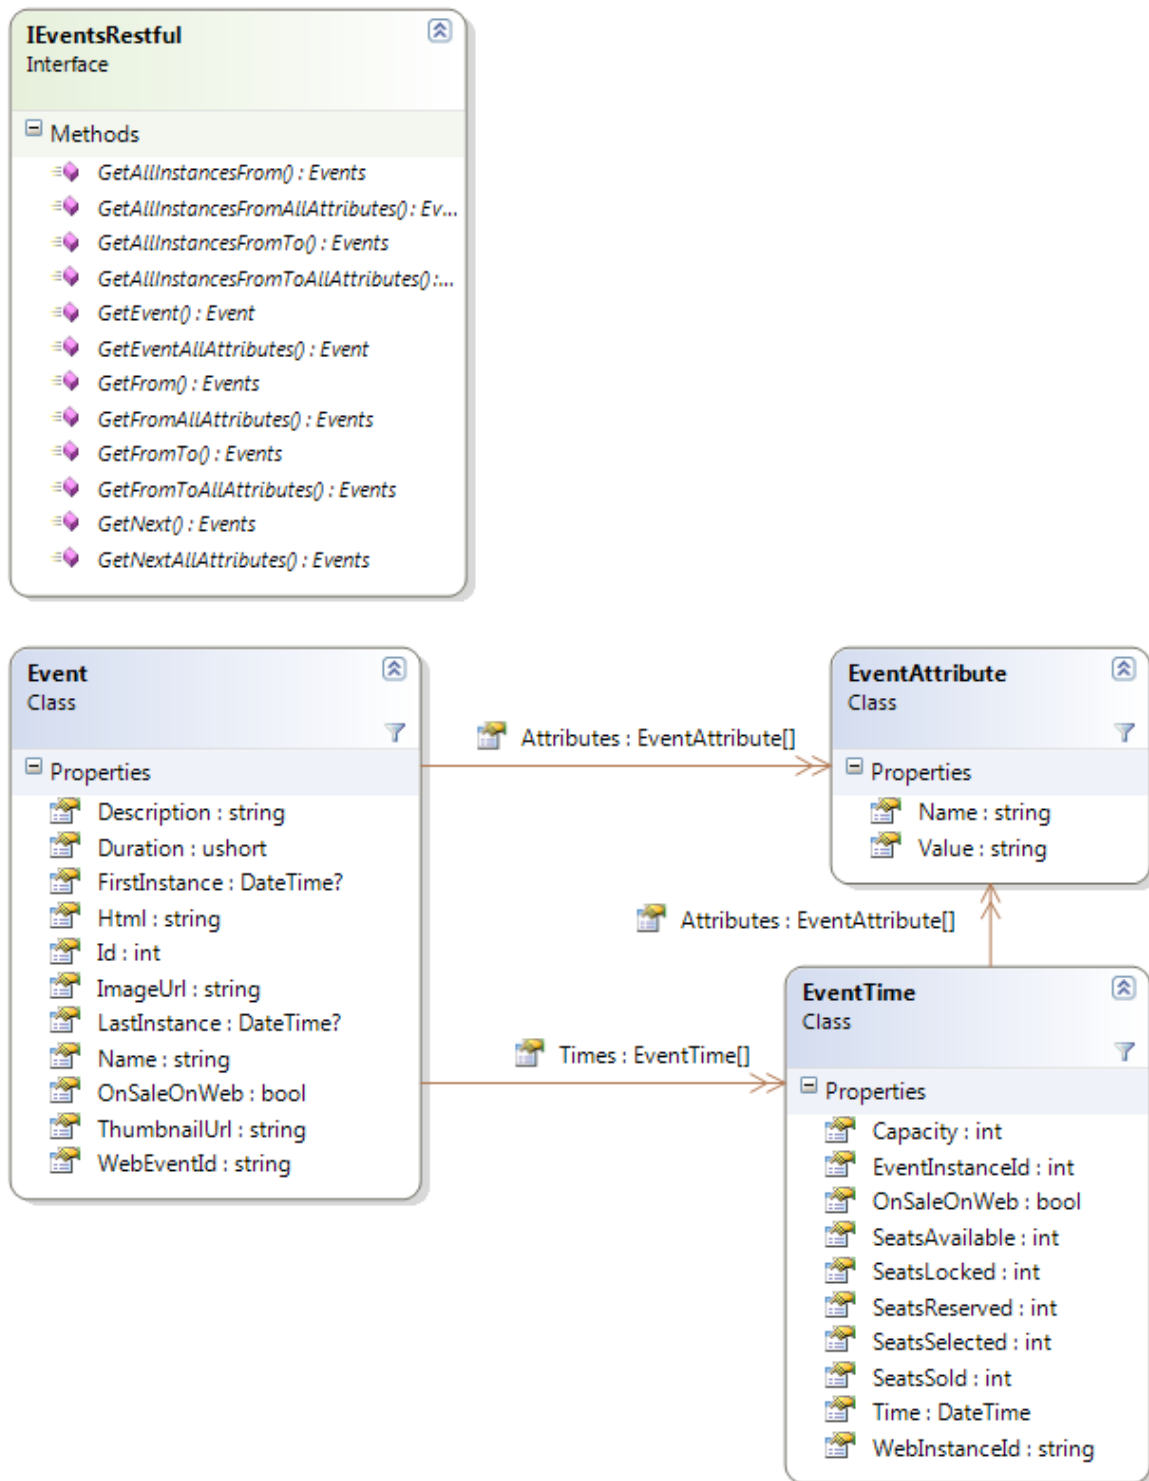 IEventsRestful
Interface
Methods
GetAllInstancesFrom() : Events
GetAllInstancesFromAllAttributes() : Ev...
GetAllInstancesFromTo() : Events
GetAllInstancesFromToAllAttributes() :...
GetEvent() : Event
GetEventAllAttributes() : Event
GetFrom() : Events
GetFromAllAttributes() : Events
GetFromTo() : Events
GetFromToAllAttributes() : Events
GetNext() : Events
GetNextAllAttributes() : Events
Event
Class
Properties
Description : string
Duration : ushort
FirstInstance : DateTime?
Html : string
Id : int
ImageUrl : string
LastInstance : DateTime?
Name : string
OnSaleOnWeb : bool
ThumbnailUrl : string
WebEventId : string
Attributes : EventAttribute[]
EventAttribute
Class
Properties
Name : string
Value : string
Attributes : EventAttribute[]
Times : EventTime[]
EventTime
Class
Properties
Capacity : int
EventInstanceId : int
OnSaleOnWeb : bool
SeatsAvailable : int
SeatsLocked : int
SeatsReserved : int
SeatsSelected : int
SeatsSold : int
Time : DateTime
WebInstanceId : string